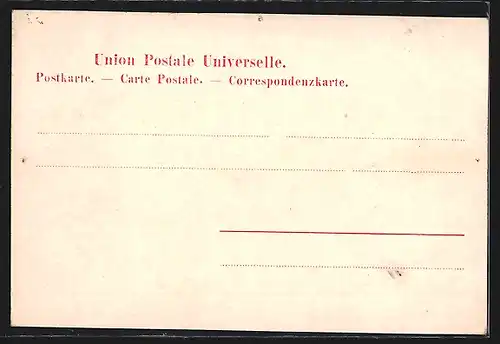 Union Postale Universelle.
Postkarte. — Carte Postale. — Correspondenzkarte.